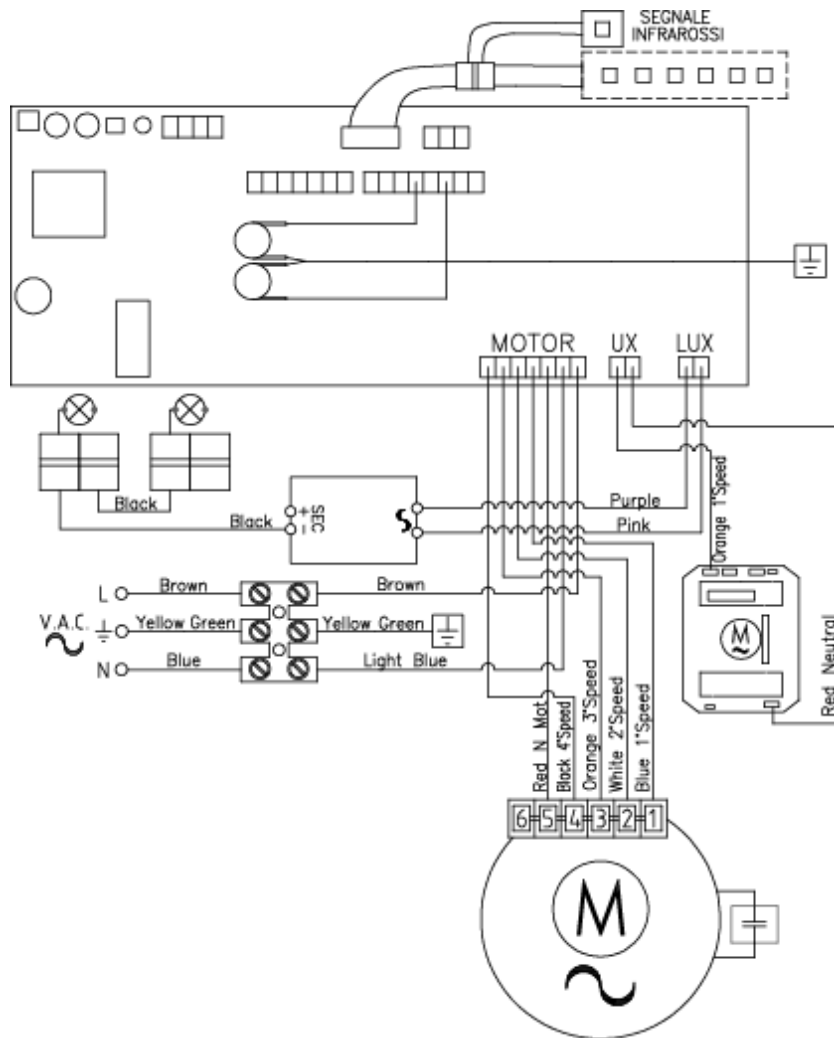 SEGNALE
INFRAROSSI
MOTOR
UX
LUX
Black
Black
+ SEC -
Purple
Pink
Orange 1°Speed
L
Brown
Brown
V.A.C.
Yellow Green
Yellow Green
N
Blue
Light Blue
Red N Mot
Black 4°Speed
Orange 3°Speed
White 2°Speed
Blue 1°Speed
M
Red Neutral
6 5 4 3 2 1
M